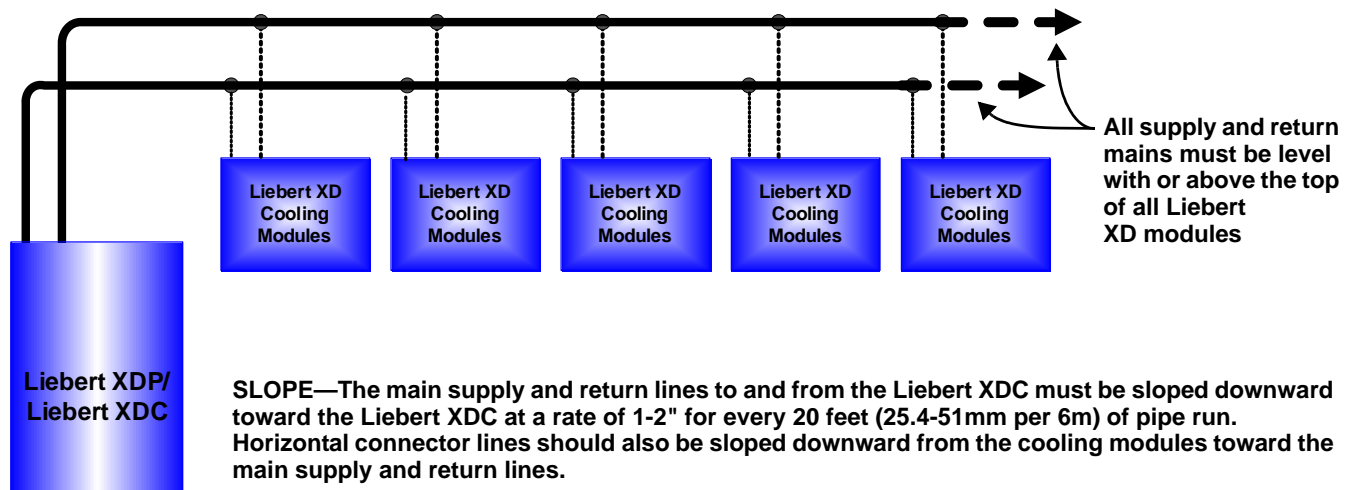 All supply and return
mains must be level
with or above the top
of all Liebert
XD modules
Liebert XD
Cooling
Modules
Liebert XD
Cooling
Modules
Liebert XD
Cooling
Modules
Liebert XD
Cooling
Modules
Liebert XD
Cooling
Modules
Liebert XDP/
Liebert XDC
SLOPE—The main supply and return lines to and from the Liebert XDC must be sloped downward
toward the Liebert XDC at a rate of 1-2" for every 20 feet (25.4-51mm per 6m) of pipe run.
Horizontal connector lines should also be sloped downward from the cooling modules toward the
main supply and return lines.